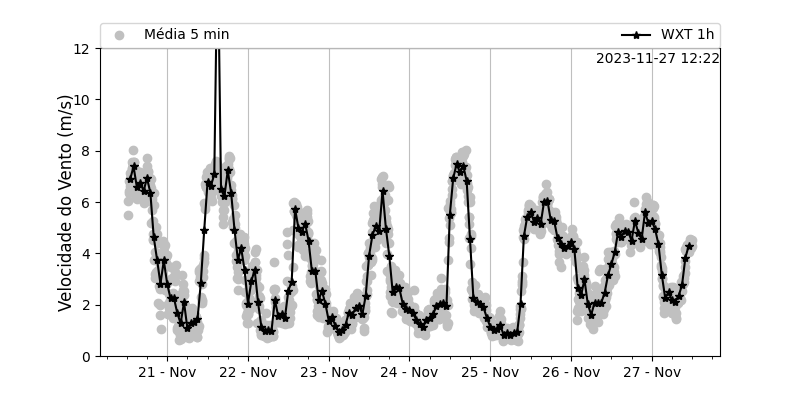 Média 5 min
WXT 1h
2023-11-27 12:22
Velocidade do Vento (m/s)
12
10
8
6
4
2
0
21 - Nov
22 - Nov
23 - Nov
24 - Nov
25 - Nov
26 - Nov
27 - Nov